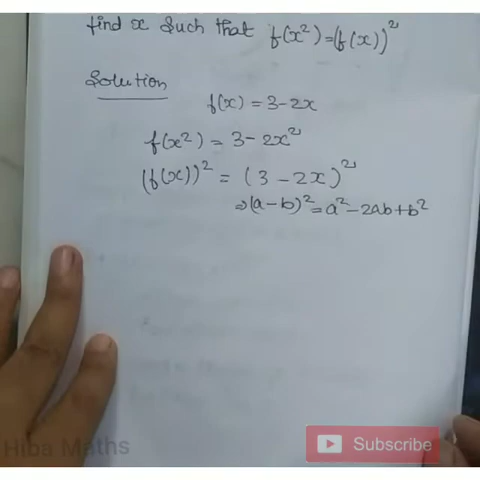 find x such that f(x²)=(f(x))²
Solution
f(x) = 3-2x
f(x²) = 3-2x²
(f(x))² = (3-2x)²
⇒(a-b)²=a²-2ab+b²
Hiba Maths
Subscribe